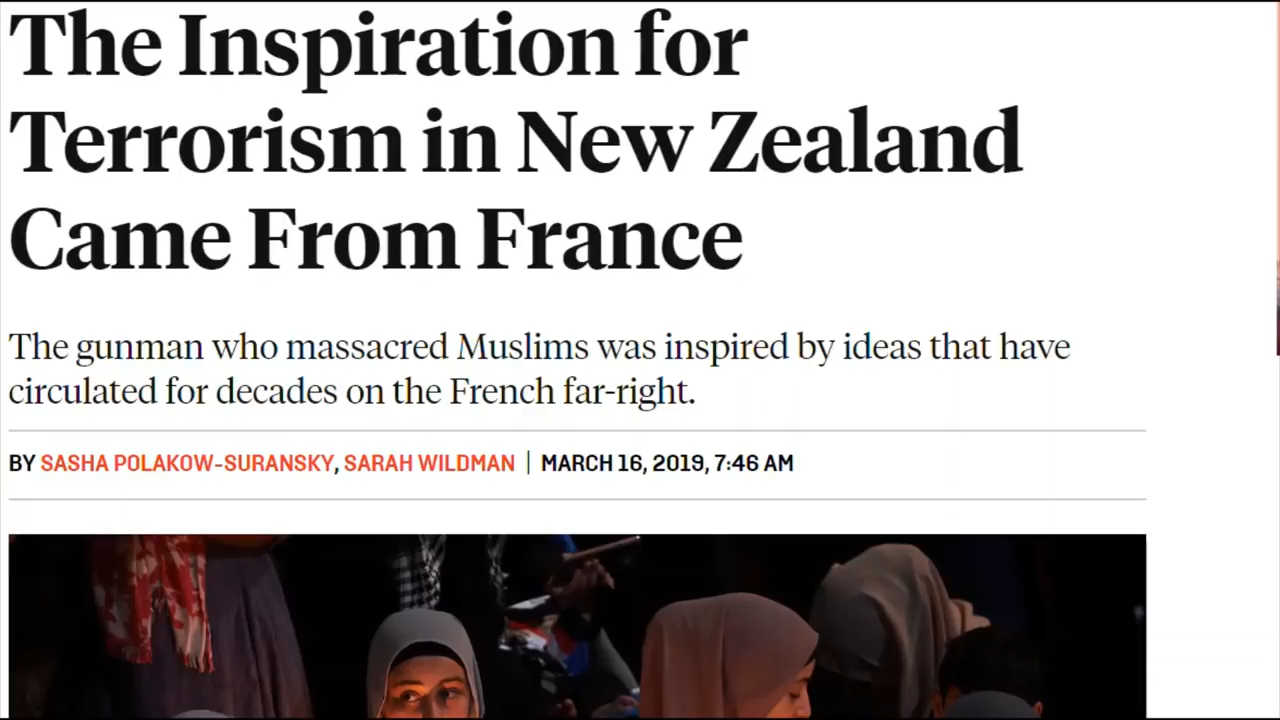 The Inspiration for
Terrorism in New Zealand
Came From France
The gunman who massacred Muslims was inspired by ideas that have
circulated for decades on the French far-right.
BY SASHA POLAKOW-SURANSKY, SARAH WILDMAN | MARCH 16, 2019, 7:46 AM